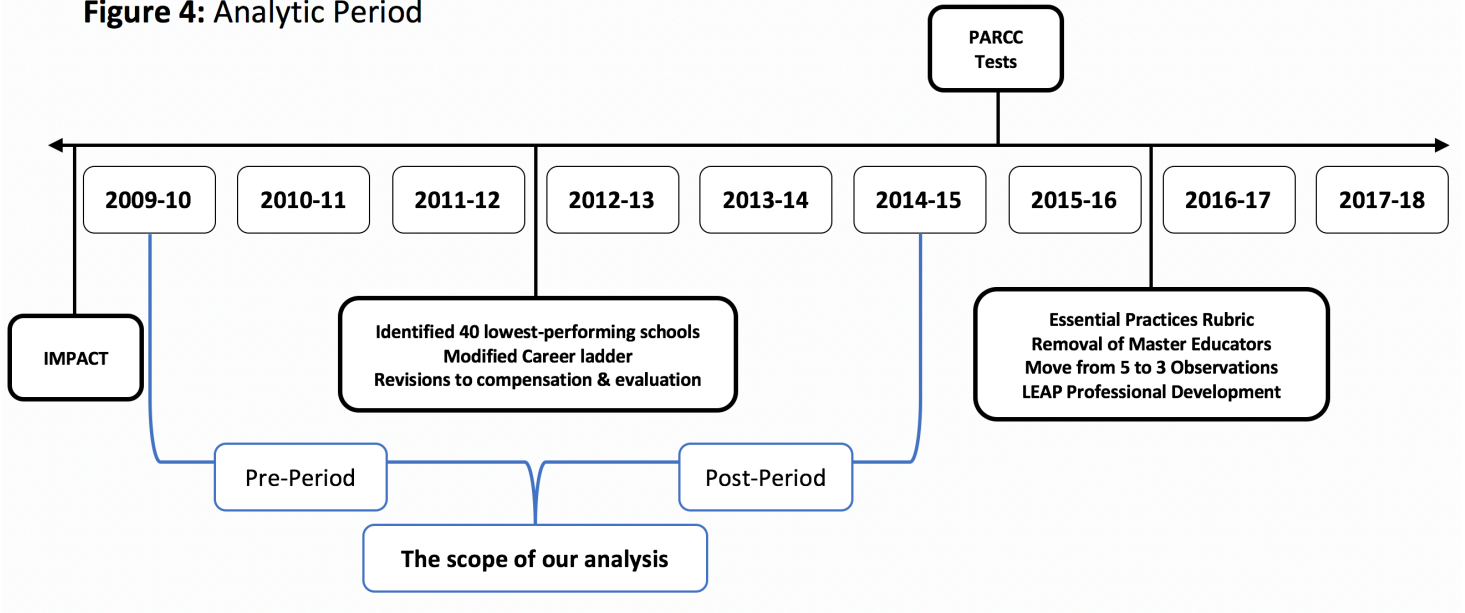 Figure 4: Analytic Period
PARCC
Tests
2009-10
2010-11
2011-12
2012-13
2013-14
2014-15
2015-16
2016-17
2017-18
IMPACT
Identified 40 lowest-performing schools
Modified Career ladder
Revisions to compensation & evaluation
Essential Practices Rubric
Removal of Master Educators
Move from 5 to 3 Observations
LEAP Professional Development
Pre-Period
Post-Period
The scope of our analysis